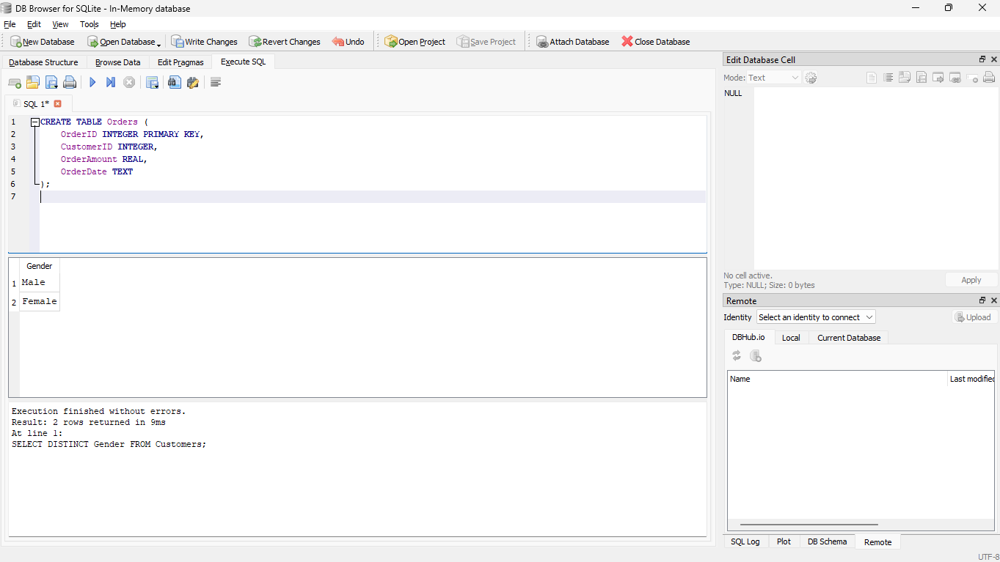 DB Browser for SQLite - In-Memory database
File Edit View Tools Help
New Database Open Database Write Changes Revert Changes Undo Open Project Save Project Attach Database Close Database
Database Structure Browse Data Edit Pragmas Execute SQL
SQL 1*
1 CREATE TABLE Orders (
2 OrderID INTEGER PRIMARY KEY,
3 CustomerID INTEGER,
4 OrderAmount REAL,
5 OrderDate TEXT
6 );
7
Gender
1 Male
2 Female
Execution finished without errors.
Result: 2 rows returned in 9ms
At line 1:
SELECT DISTINCT Gender FROM Customers;
Edit Database Cell
Mode: Text
NULL
No cell active.
Type: NULL; Size: 0 bytes
Apply
Remote
Identity Select an identity to connect Upload
DBHub.io Local Current Database
Name Last modified
SQL Log Plot DB Schema Remote
UTF-8